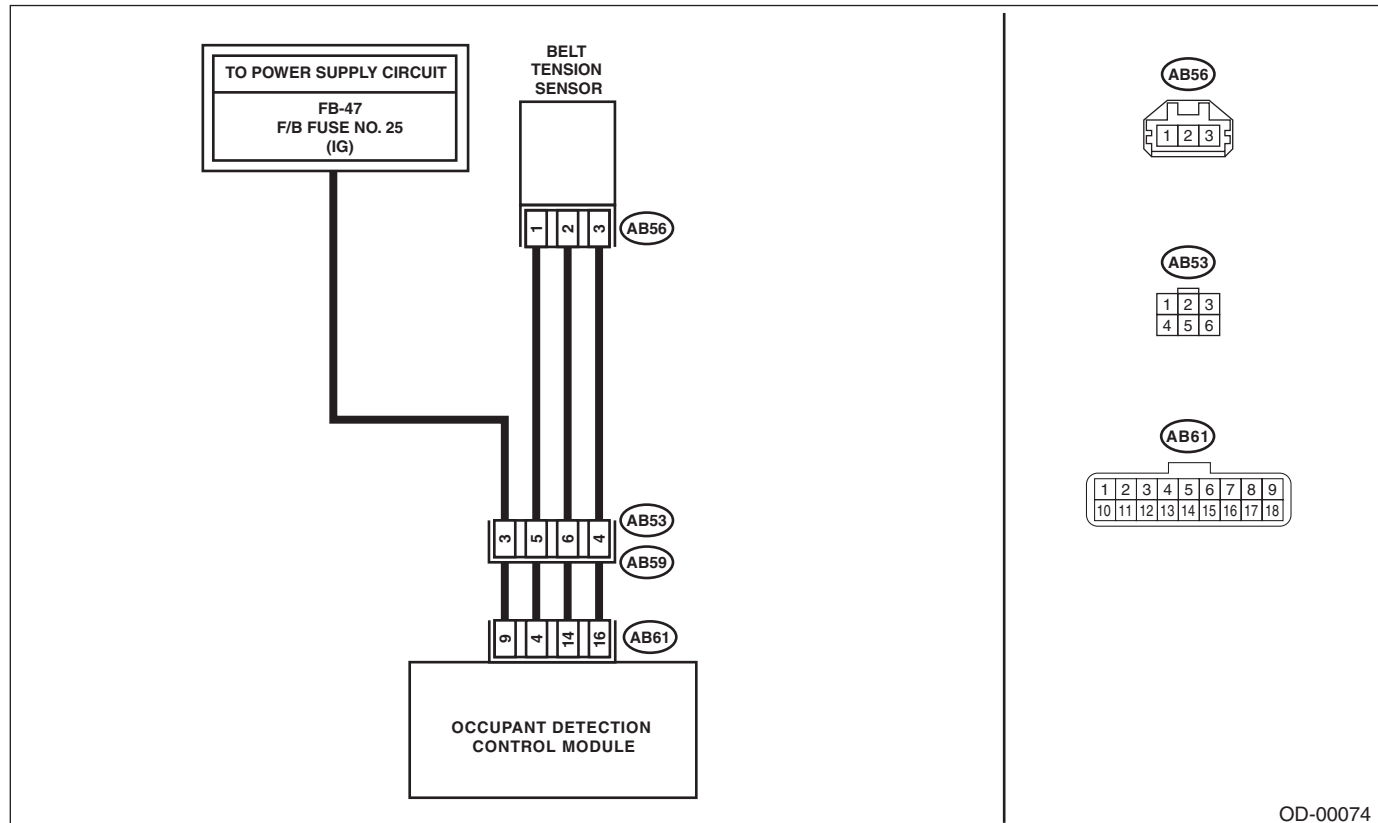 TO POWER SUPPLY CIRCUIT
FB-47
F/B FUSE NO. 25
(IG)
BELT
TENSION
SENSOR
1 2 3
AB56
3 5 6 4
AB53
AB59
9 4 14 16
AB61
OCCUPANT DETECTION
CONTROL MODULE
AB56
1 2 3
AB53
1 2 3
4 5 6
AB61
1 2 3 4 5 6 7 8 9
10 11 12 13 14 15 16 17 18
OD-00074